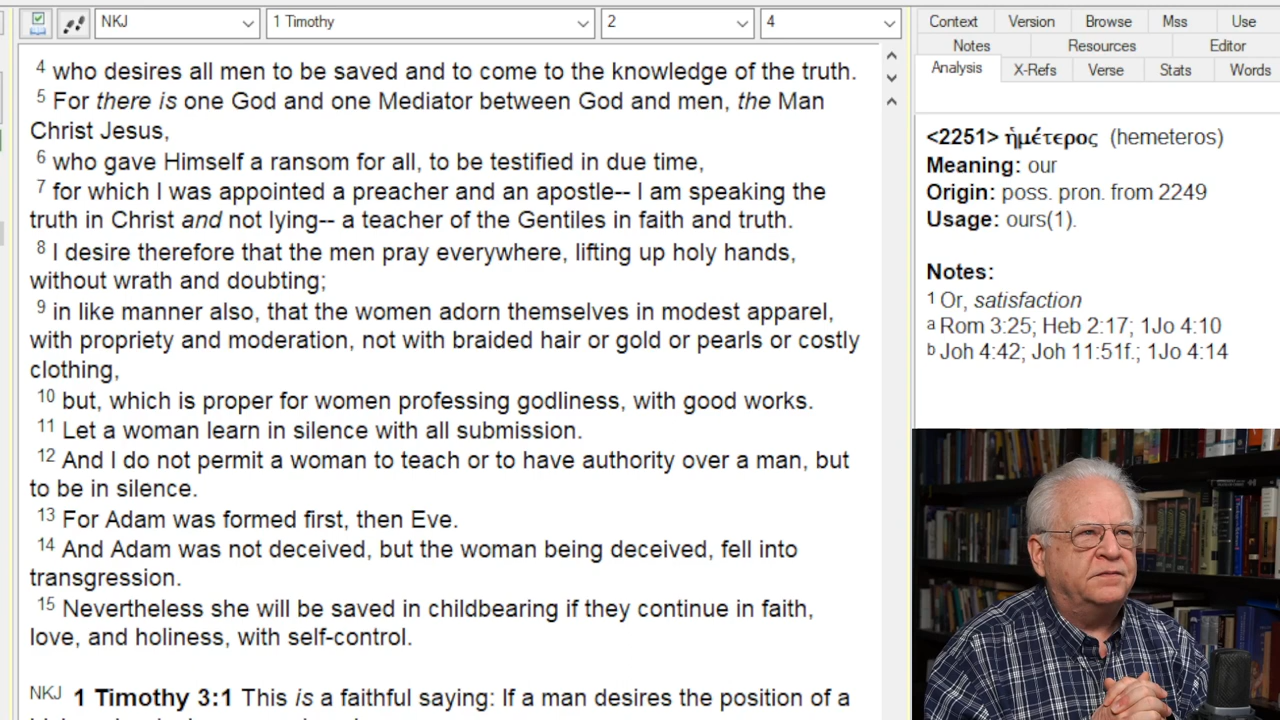 NKJ 1 Timothy 2 4
4 who desires all men to be saved and to come to the knowledge of the truth.
5 For there is one God and one Mediator between God and men, the Man
Christ Jesus,
6 who gave Himself a ransom for all, to be testified in due time,
7 for which I was appointed a preacher and an apostle-- I am speaking the
truth in Christ and not lying-- a teacher of the Gentiles in faith and truth.
8 I desire therefore that the men pray everywhere, lifting up holy hands,
without wrath and doubting;
9 in like manner also, that the women adorn themselves in modest apparel,
with propriety and moderation, not with braided hair or gold or pearls or costly
clothing,
10 but, which is proper for women professing godliness, with good works.
11 Let a woman learn in silence with all submission.
12 And I do not permit a woman to teach or to have authority over a man, but
to be in silence.
13 For Adam was formed first, then Eve.
14 And Adam was not deceived, but the woman being deceived, fell into
transgression.
15 Nevertheless she will be saved in childbearing if they continue in faith,
love, and holiness, with self-control.
NKJ 1 Timothy 3:1 This is a faithful saying: If a man desires the position of a
Context Version Browse Mss Use
Notes Resources Editor
Analysis X-Refs Verse Stats Words
<2251> ἡμέτερος (hemeteros)
Meaning: our
Origin: poss. pron. from 2249
Usage: ours(1).
Notes:
1 Or, satisfaction
a Rom 3:25; Heb 2:17; 1Jo 4:10
b Joh 4:42; Joh 11:51f.; 1Jo 4:14